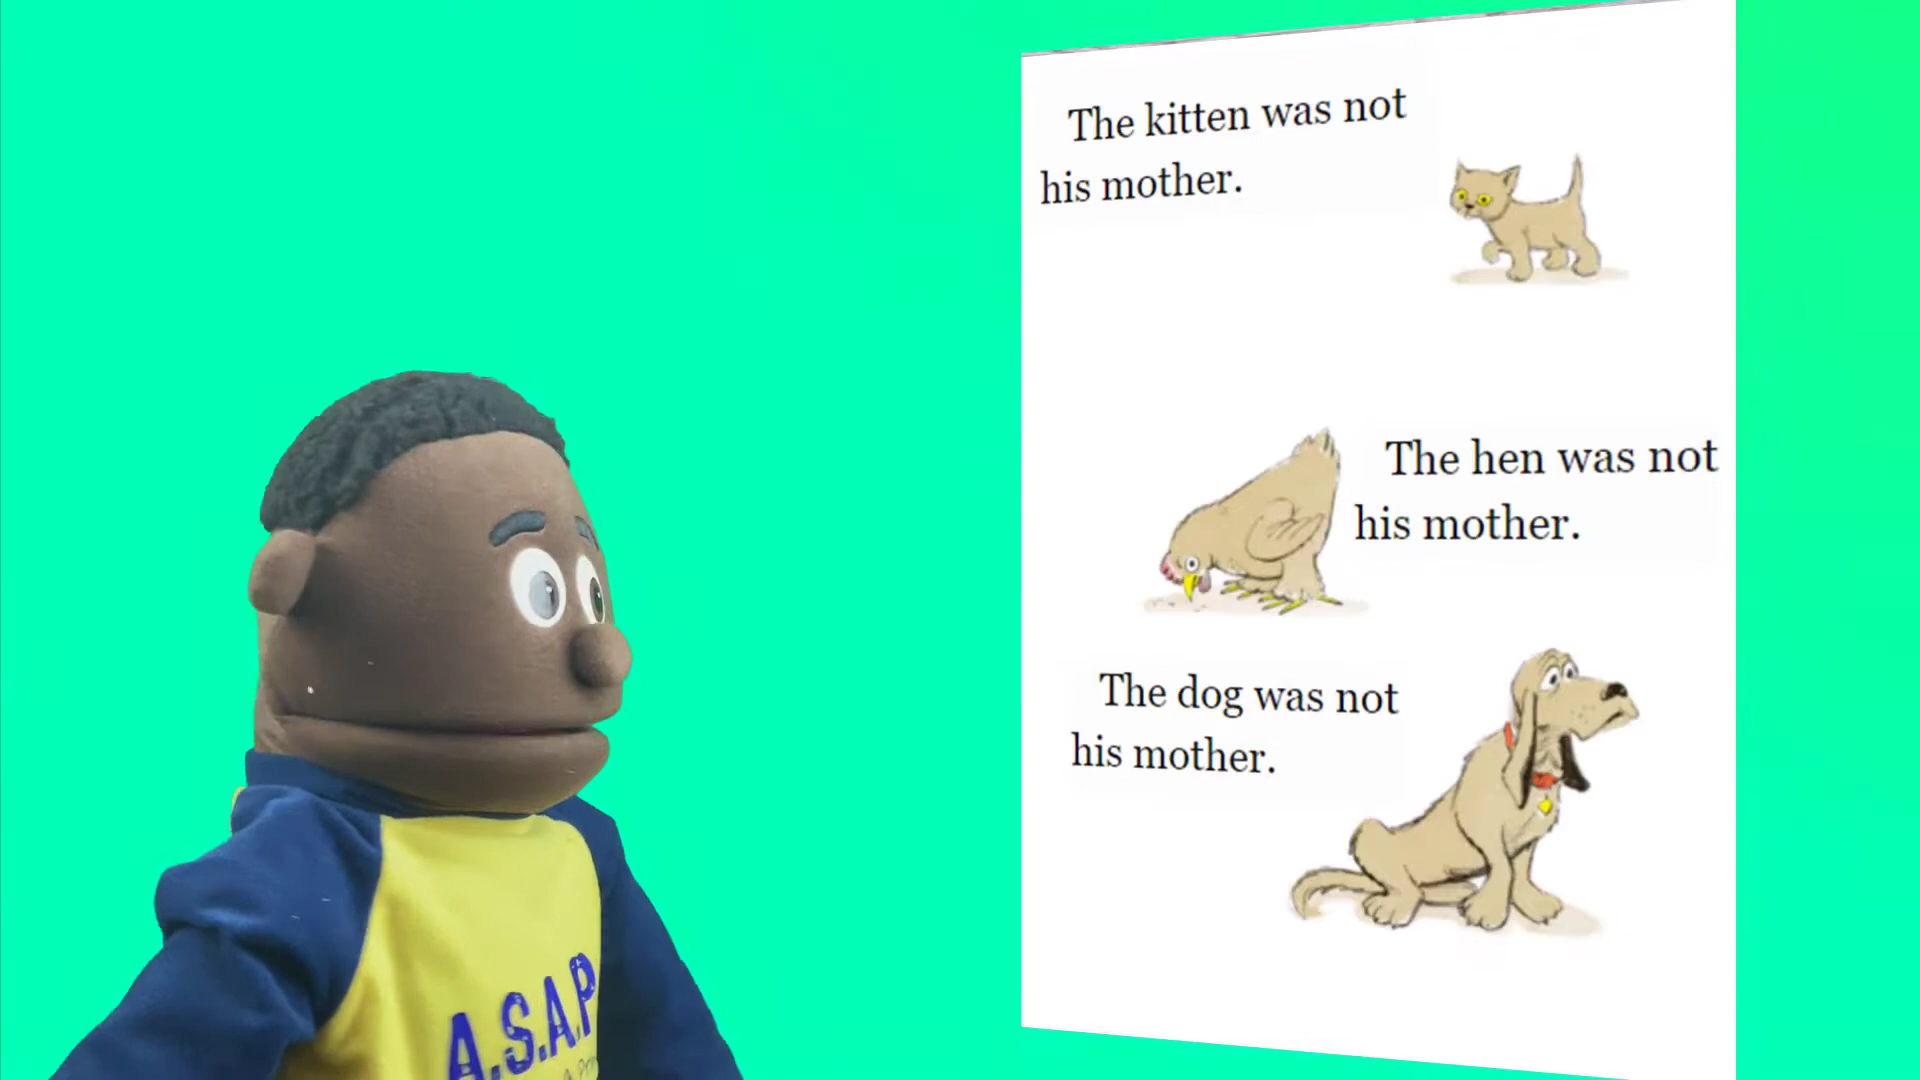 The kitten was not
his mother.
The hen was not
his mother.
The dog was not
his mother.
A.S.A.P